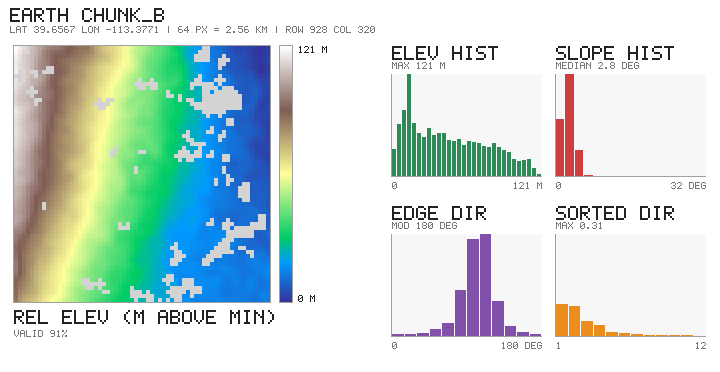 EARTH CHUNK_B
LAT 39.6567 LON -113.3771 | 64 PX = 2.56 KM | ROW 928 COL 320
121 M
0 M
REL ELEV (M ABOVE MIN)
VALID 91%
ELEV HIST
MAX 121 M
0 121 M
SLOPE HIST
MEDIAN 2.8 DEG
0 32 DEG
EDGE DIR
MOD 180 DEG
0 180 DEG
SORTED DIR
MAX 0.31
1 12